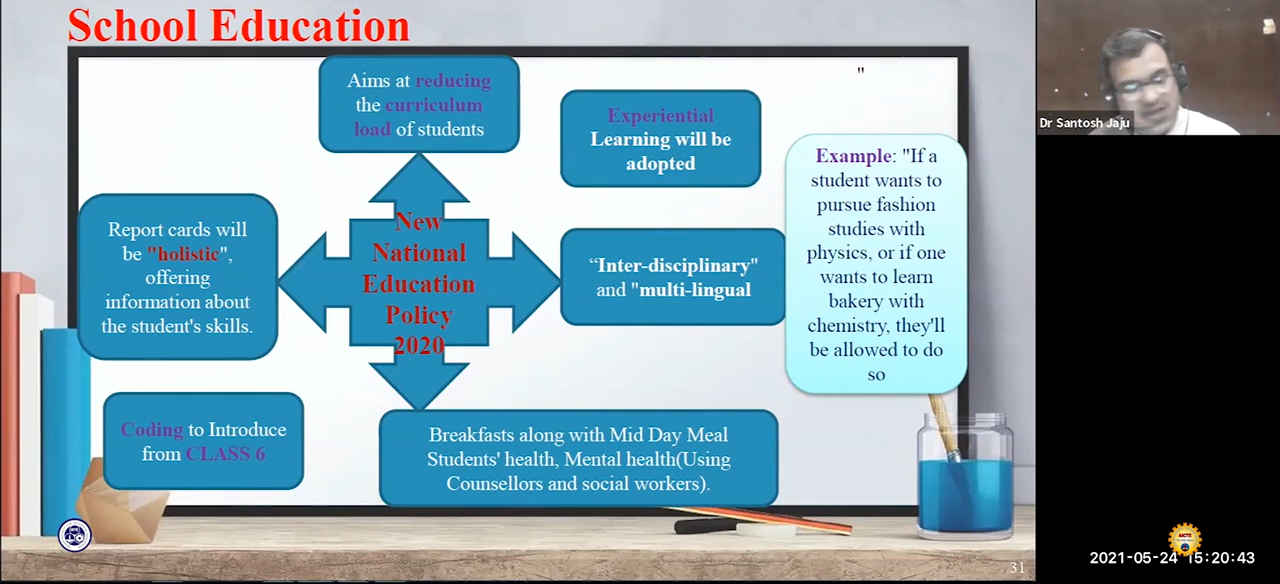 School Education
Aims at reducing
the curriculum
load of students
"
Experiential
Learning will be
adopted
Example: "If a
student wants to
pursue fashion
studies with
physics, or if one
wants to learn
bakery with
chemistry, they'll
be allowed to do
so
Report cards will
be "holistic",
offering
information about
the student's skills.
New
National
Education
Policy
2020
“Inter-disciplinary"
and "multi-lingual
Coding to Introduce
from CLASS 6
Breakfasts along with Mid Day Meal
Students' health, Mental health(Using
Counsellors and social workers).
31
Dr Santosh Jaju
AICTE
2021-05-24 15:20:43